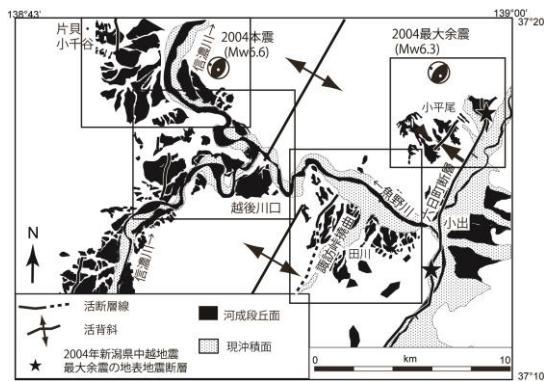 138°43'
139°00'
37°20'
片貝・
小千谷
信濃川→
2004本震
(Mw6.6)
2004最大余震
(Mw6.3)
小平尾
六日町断層
←魚野川
小出
越後川口
諏訪峠撓曲
田川
信濃川→
N
活断層線
活背斜
2004年新潟県中越地震
最大余震の地表地震断層
河成段丘面
現沖積面
0
km
10
37°10'